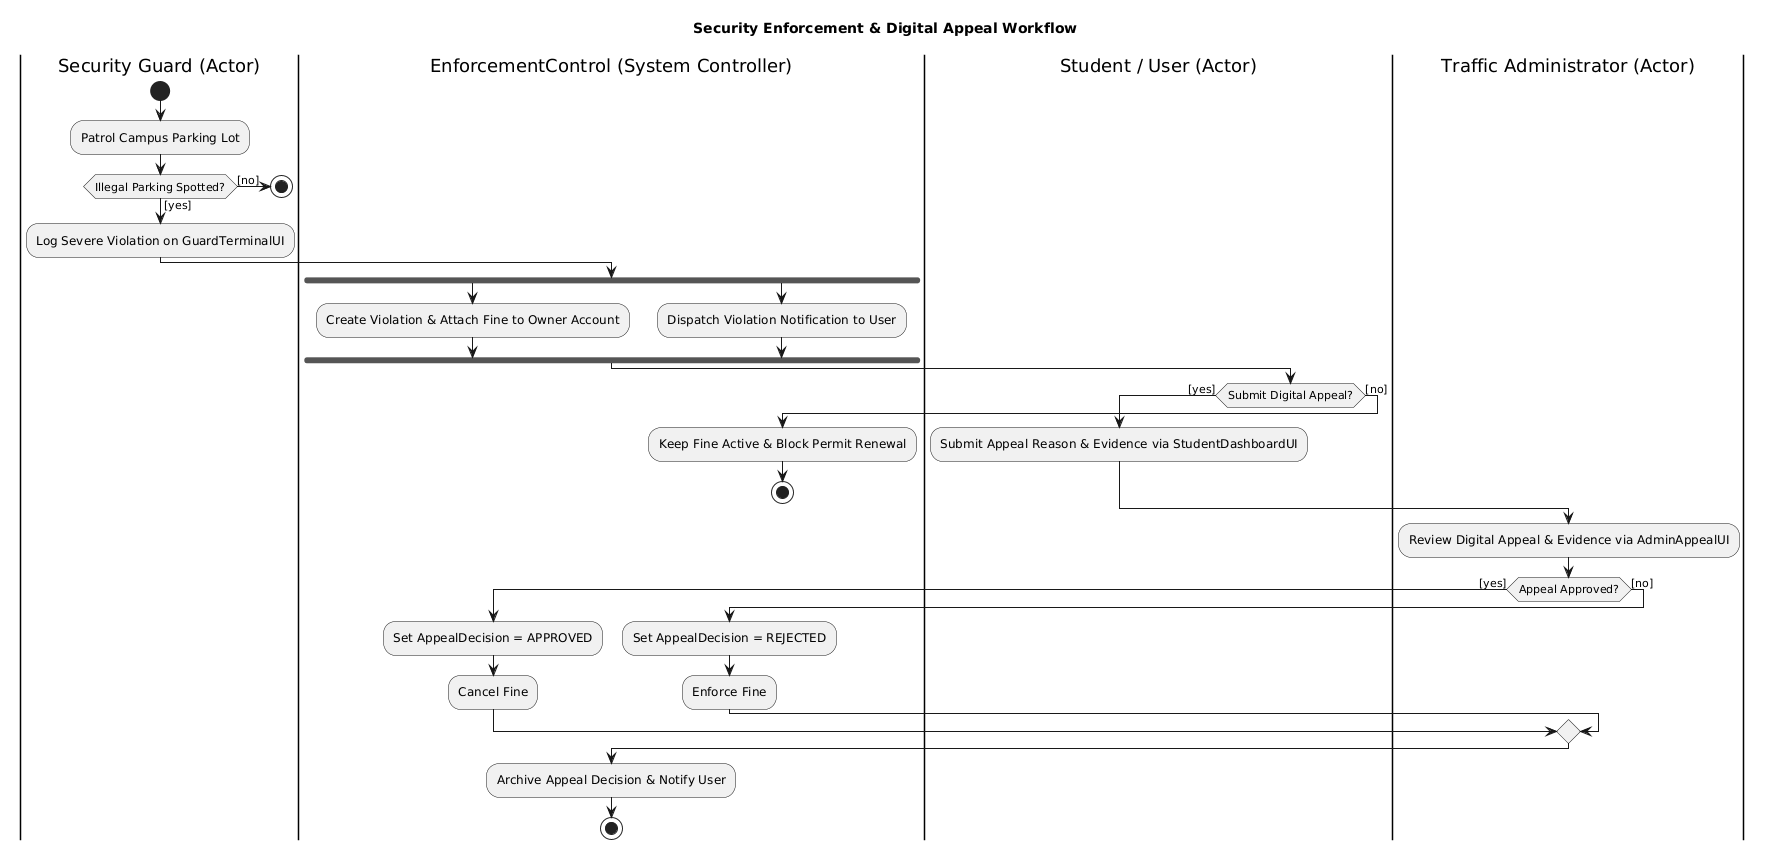 Security Enforcement & Digital Appeal Workflow
Security Guard (Actor)
EnforcementControl (System Controller)
Student / User (Actor)
Traffic Administrator (Actor)
Patrol Campus Parking Lot
Illegal Parking Spotted?
[no]
[yes]
Log Severe Violation on GuardTerminalUI
Create Violation & Attach Fine to Owner Account
Dispatch Violation Notification to User
[yes]
Submit Digital Appeal?
[no]
Keep Fine Active & Block Permit Renewal
Submit Appeal Reason & Evidence via StudentDashboardUI
Review Digital Appeal & Evidence via AdminAppealUI
[yes]
Appeal Approved?
[no]
Set AppealDecision = APPROVED
Set AppealDecision = REJECTED
Cancel Fine
Enforce Fine
Archive Appeal Decision & Notify User